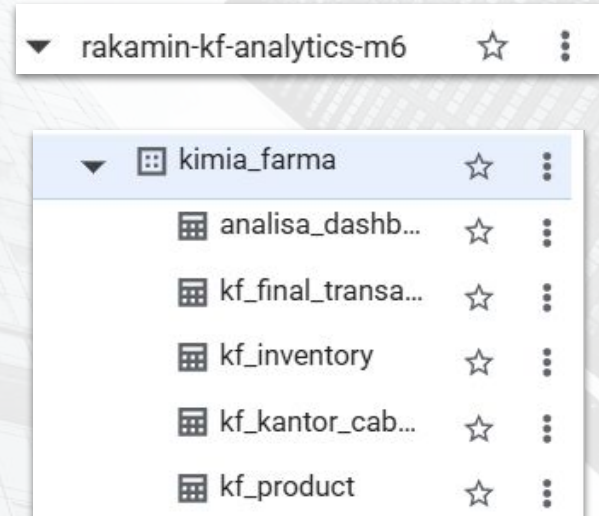 rakamin-kf-analytics-m6
kimia_farma
analisa_dashb...
kf_final_transa...
kf_inventory
kf_kantor_cab...
kf_product